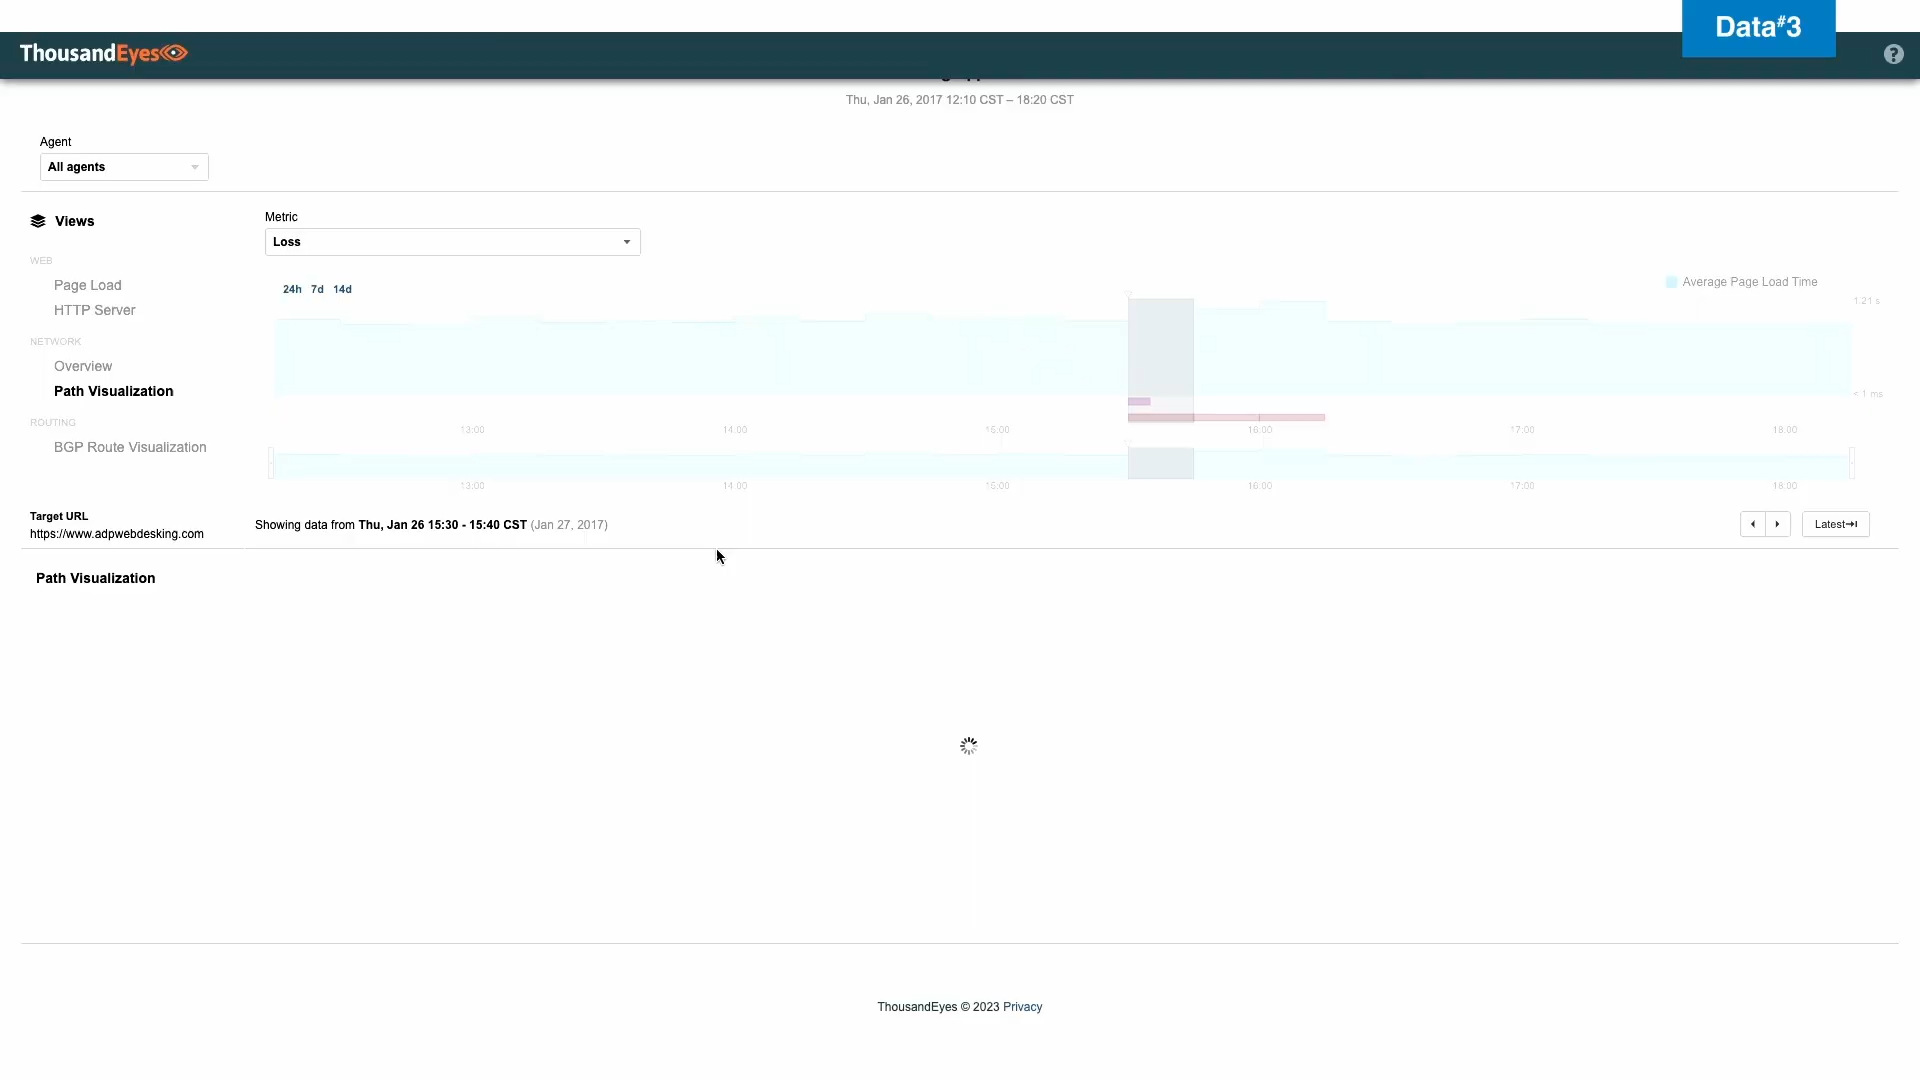 Data#3
ThousandEyes
Thu, Jan 26, 2017 12:10 CST – 18:20 CST
Agent
All agents
Views
Metric
Loss
WEB
Page Load
HTTP Server
NETWORK
Overview
Path Visualization
ROUTING
BGP Route Visualization
24h 7d 14d
Average Page Load Time
1.21 s
< 1 ms
13:00 14:00 15:00 16:00 17:00 18:00
13:00 14:00 15:00 16:00 17:00 18:00
Target URL
https://www.adpwebdesking.com
Showing data from Thu, Jan 26 15:30 - 15:40 CST (Jan 27, 2017)
Latest
Path Visualization
ThousandEyes © 2023 Privacy